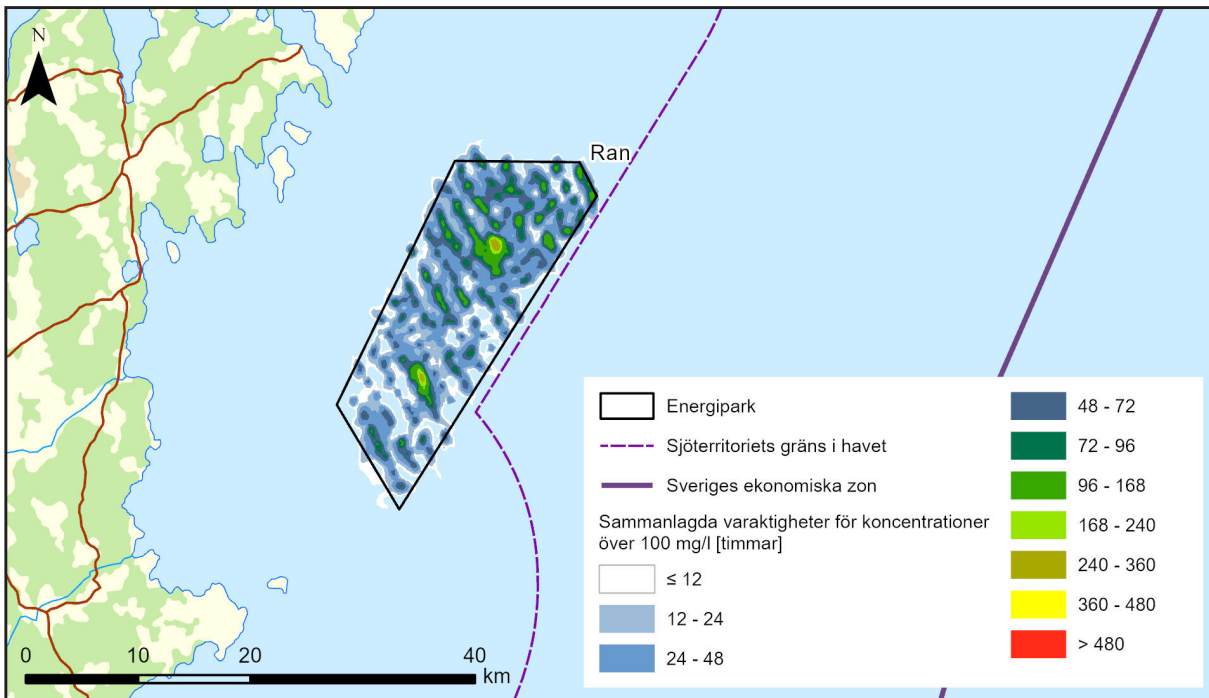 N
Ran
Energipark
Sjöterritoriets gräns i havet
Sveriges ekonomiska zon
Sammanlagda varaktigheter för koncentrationer
över 100 mg/l [timmar]
≤ 12
12 - 24
24 - 48
48 - 72
72 - 96
96 - 168
168 - 240
240 - 360
360 - 480
> 480
0 10 20 40
km